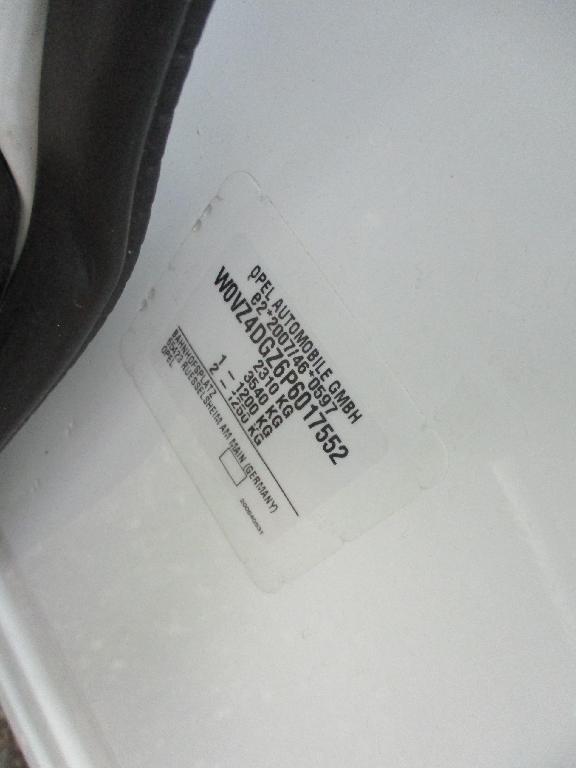 OPEL AUTOMOBILE GMBH
e2*2007/46*0597
W0VZ4DGZ6P6017552
2310 KG
3540 KG
1 – 1200 KG
2 – 1250 KG
OPEL
BAHNHOFSPLATZ
65423 RUESSELSHEIM AM MAIN (GERMANY)